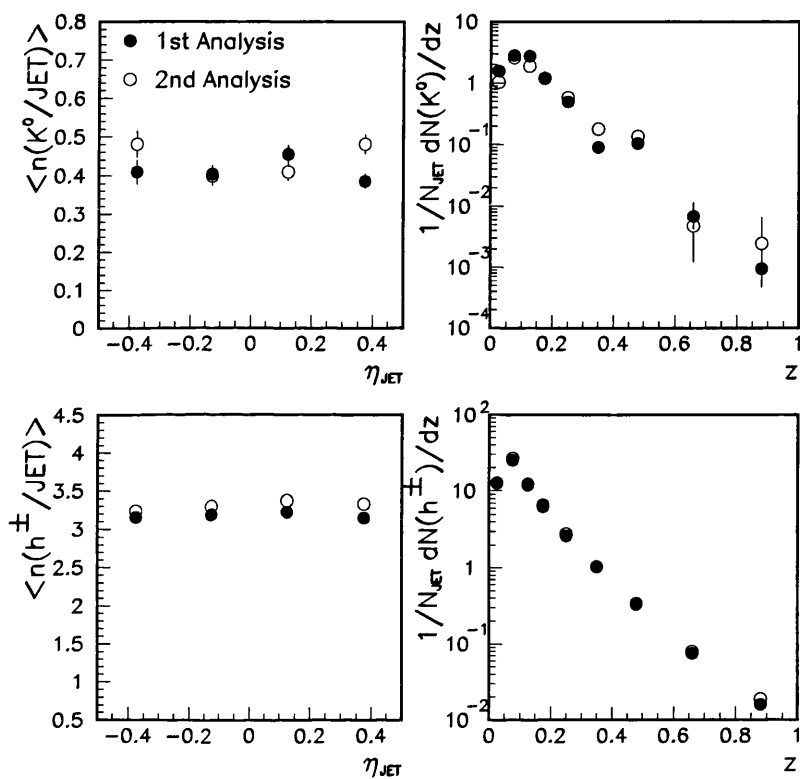 <n(K⁰/JET)>
0.8
0.7
0.6
0.5
0.4
0.3
0.2
0.1
0
● 1st Analysis
○ 2nd Analysis
−0.4 −0.2 0 0.2 0.4
η_JET
1/N_JET dN(K⁰)/dz
10
1
10⁻¹
10⁻²
10⁻³
10⁻⁴
0 0.2 0.4 0.6 0.8 1
z
<n(h±/JET)>
4.5
4
3.5
3
2.5
2
1.5
1
0.5
−0.4 −0.2 0 0.2 0.4
η_JET
1/N_JET dN(h±)/dz
10²
10
1
10⁻¹
10⁻²
0 0.2 0.4 0.6 0.8 1
z